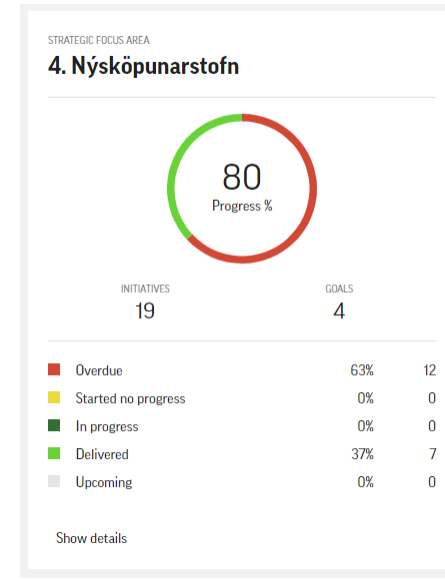 STRATEGIC FOCUS AREA
4. Nýsköpunarstofn
80
Progress %
INITIATIVES GOALS
19 4
Overdue 63% 12
Started no progress 0% 0
In progress 0% 0
Delivered 37% 7
Upcoming 0% 0
Show details